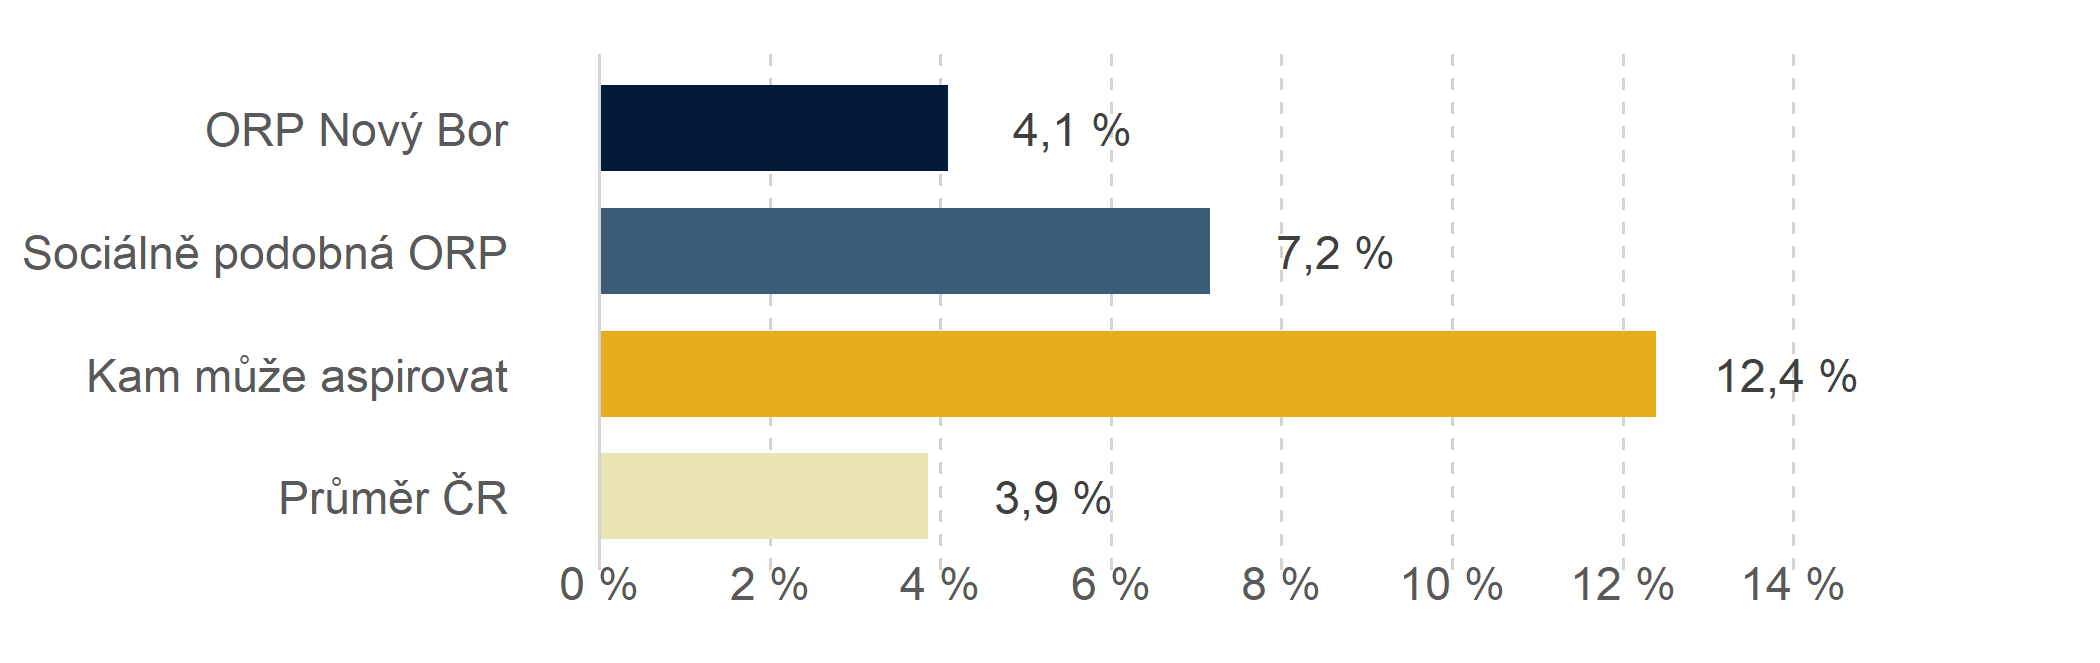 ORP Nový Bor
4,1 %
Sociálně podobná ORP
7,2 %
Kam může aspirovat
12,4 %
Průměr ČR
3,9 %
0 % 2 % 4 % 6 % 8 % 10 % 12 % 14 %